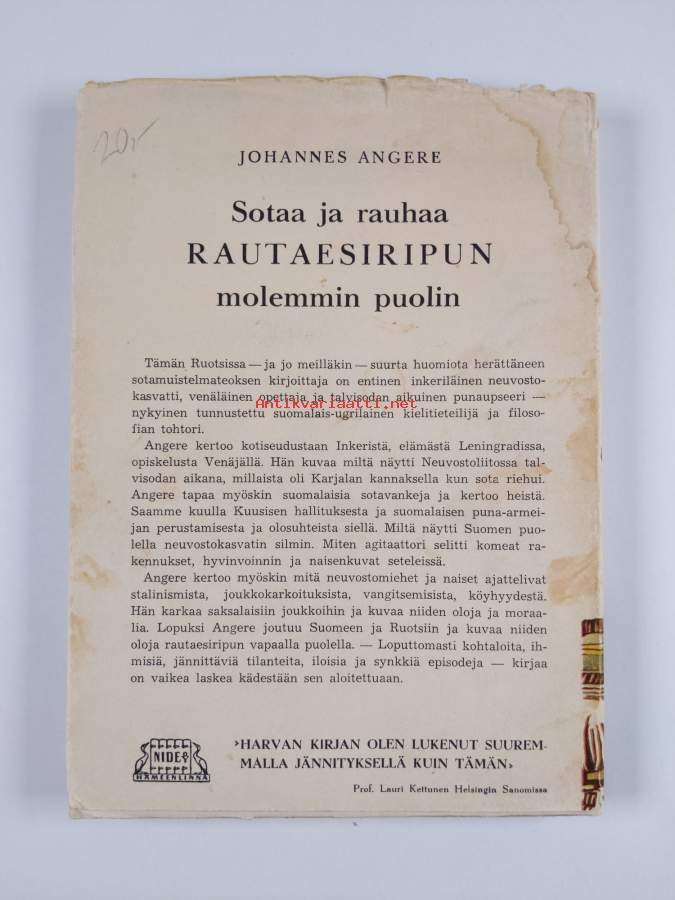 20,-
JOHANNES ANGERE
Sotaa ja rauhaa
RAUTAESIRIPUN
molemmin puolin
Tämän Ruotsissa — ja jo meilläkin — suurta huomiota herättäneen
sotamuistelmateoksen kirjoittaja on entinen inkeriläinen neuvosto-
kasvatti, venäläinen opettaja ja talvisodan aikuinen punaupseeri —
Antikvariaatti.net
nykyinen tunnustettu suomalais-ugrilainen kielitieteilijä ja filoso-
fian tohtori.
Angere kertoo kotiseudustaan Inkeristä, elämästä Leningradissa,
opiskelusta Venäjällä. Hän kuvaa miltä näytti Neuvostoliitossa tal-
visodan aikana, millaista oli Karjalan kannaksella kun sota riehui.
Angere tapaa myöskin suomalaisia sotavankeja ja kertoo heistä.
Saamme kuulla Kuusisen hallituksesta ja suomalaisen puna-armei-
jan perustamisesta ja olosuhteista siellä. Miltä näytti Suomen puo-
lella neuvostokasvatin silmin. Miten agitaattori selitti komeat ra-
kennukset, hyvinvoinnin ja naisenkuvat seteleissä.
Angere kertoo myöskin mitä neuvostomiehet ja naiset ajattelivat
stalinismista, joukkokarkoituksista, vangitsemisista, köyhyydestä.
Hän karkaa saksalaisiin joukkoihin ja kuvaa niiden oloja ja moraa-
lia. Lopuksi Angere joutuu Suomeen ja Ruotsiin ja kuvaa niiden
oloja rautaesiripun vapaalla puolella. — Loputtomasti kohtaloita, ih-
misiä, jännittäviä tilanteita, iloisia ja synkkiä episodeja — kirjaa
on vaikea laskea kädestään sen aloitettuaan.
NIDE OY
HÄMEENLINNA
›HARVAN KIRJAN OLEN LUKENUT SUUREM-
MALLA JÄNNITYKSELLÄ KUIN TÄMÄN›
Prof. Lauri Kettunen Helsingin Sanomissa